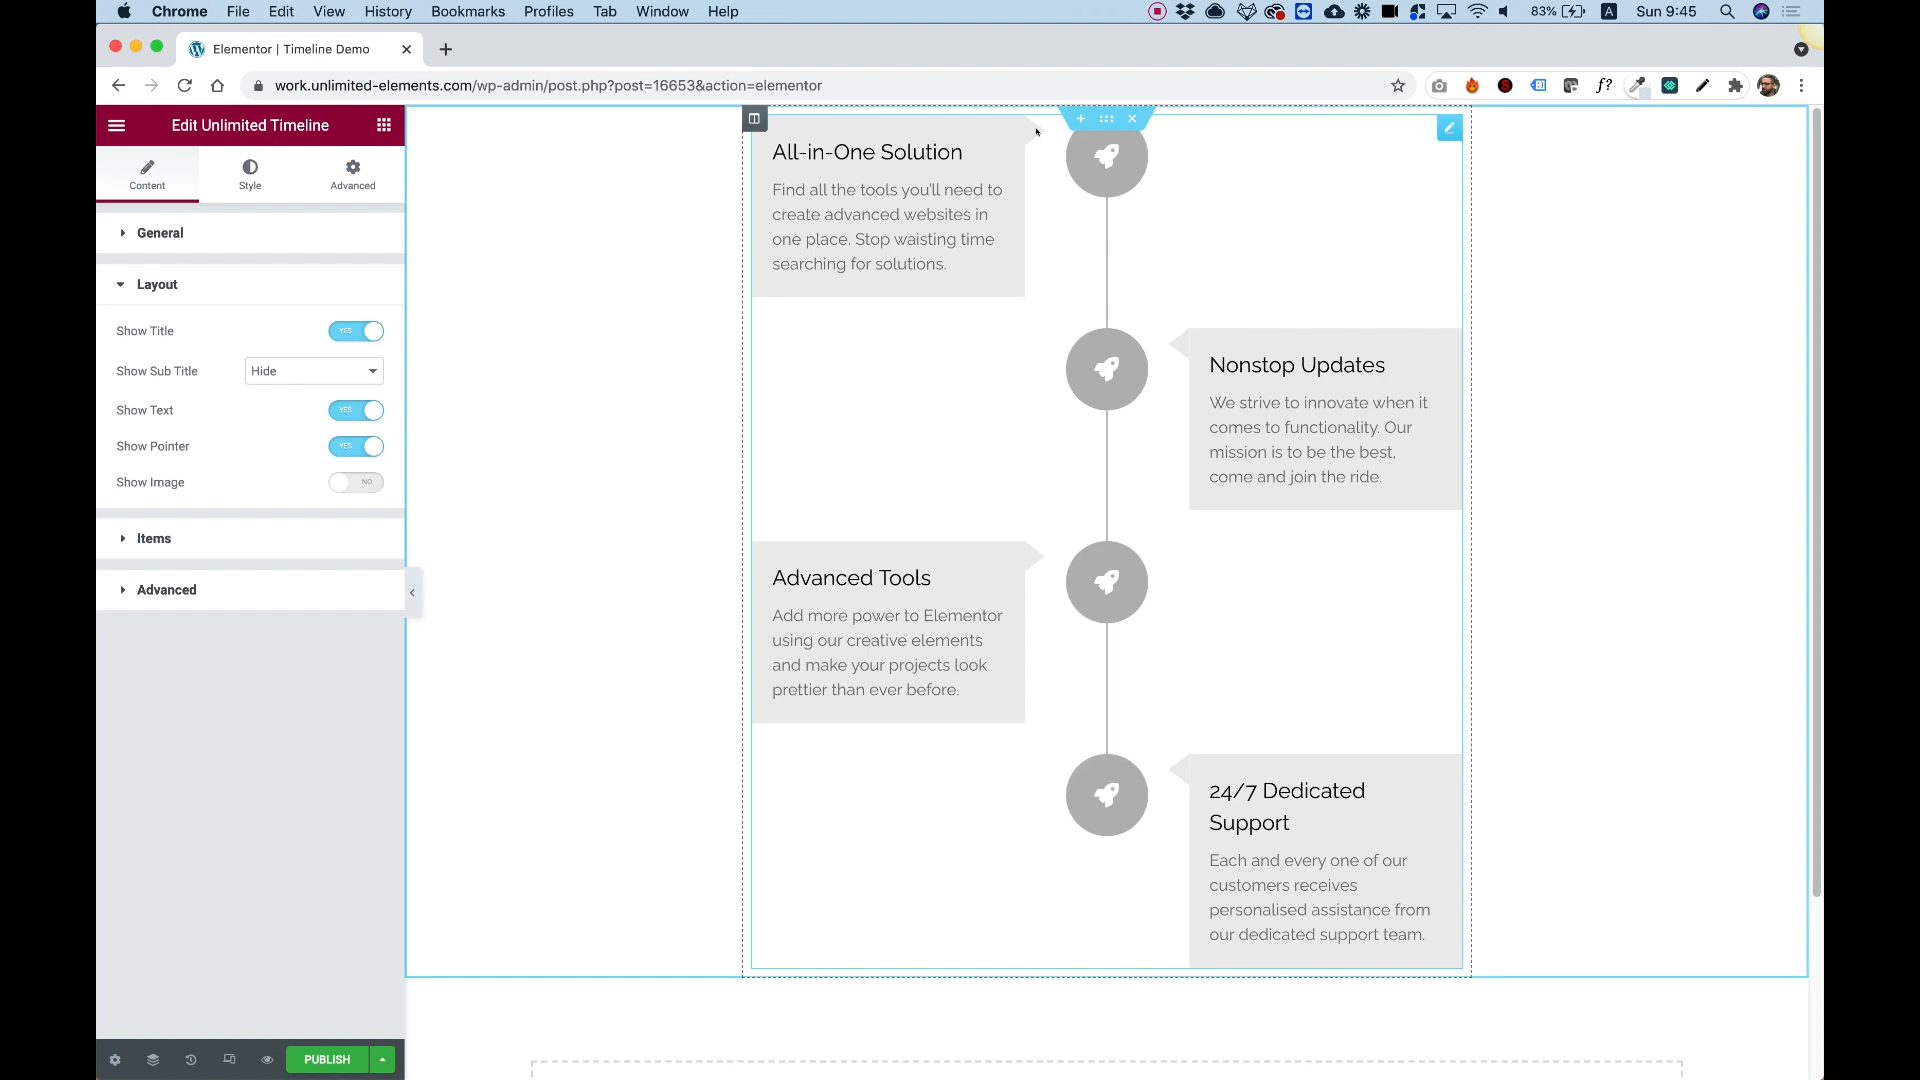 Chrome File Edit View History Bookmarks Profiles Tab Window Help 83% A Sun 9:45
Elementor | Timeline Demo
work.unlimited-elements.com/wp-admin/post.php?post=16653&action=elementor
f?
Edit Unlimited Timeline
Content Style Advanced
General
Layout
Show Title YES
Show Sub Title Hide
Show Text YES
Show Pointer YES
Show Image NO
Items
Advanced
PUBLISH
All-in-One Solution
Find all the tools you'll need to
create advanced websites in
one place. Stop waisting time
searching for solutions.
Nonstop Updates
We strive to innovate when it
comes to functionality. Our
mission is to be the best,
come and join the ride.
Advanced Tools
Add more power to Elementor
using our creative elements
and make your projects look
prettier than ever before.
24/7 Dedicated
Support
Each and every one of our
customers receives
personalised assistance from
our dedicated support team.